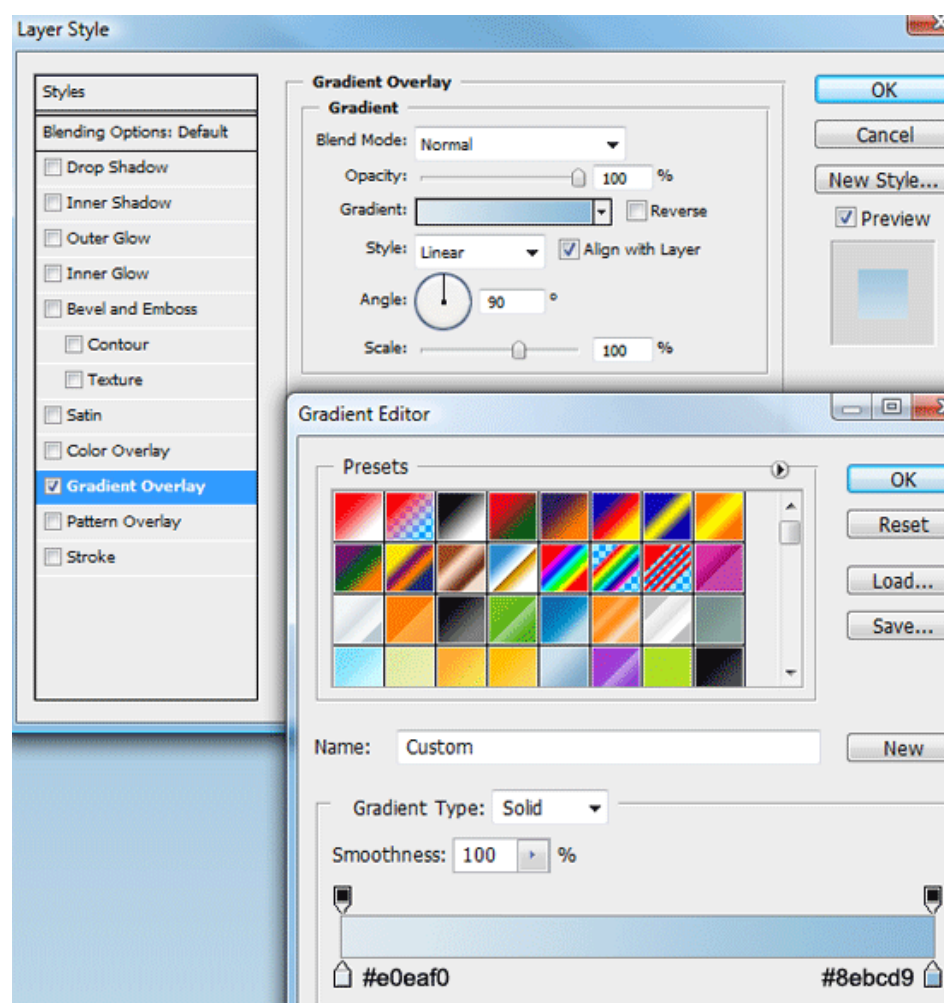 Layer Style
Styles
Blending Options: Default
Drop Shadow
Inner Shadow
Outer Glow
Inner Glow
Bevel and Emboss
Contour
Texture
Satin
Color Overlay
Gradient Overlay
Pattern Overlay
Stroke
Gradient Overlay
Gradient
Blend Mode: Normal
Opacity: 100 %
Gradient: Reverse
Style: Linear Align with Layer
Angle: 90 °
Scale: 100 %
OK
Cancel
New Style...
Preview
Gradient Editor
Presets
OK
Reset
Load...
Save...
Name: Custom New
Gradient Type: Solid
Smoothness: 100 %
#e0eaf0 #8ebcd9